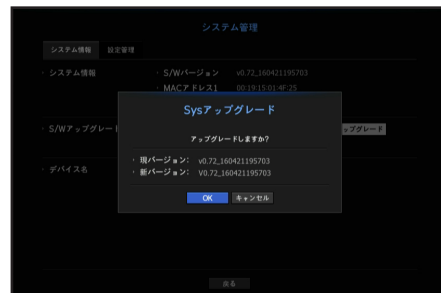 システム管理
システム情報 設定管理
・ システム情報 ・ S/Wバージョン v0.72_160421195703
・ MACアドレス1 00:19:15:01:4F:25
Sysアップグレード
アップグレードしますか?
・ S/Wアップグレード
ップグレード
・ 現バージョン: v0.72_160421195703
・ 新バージョン: V0.72_160421195703
・ デバイス名
OK キャンセル
戻る